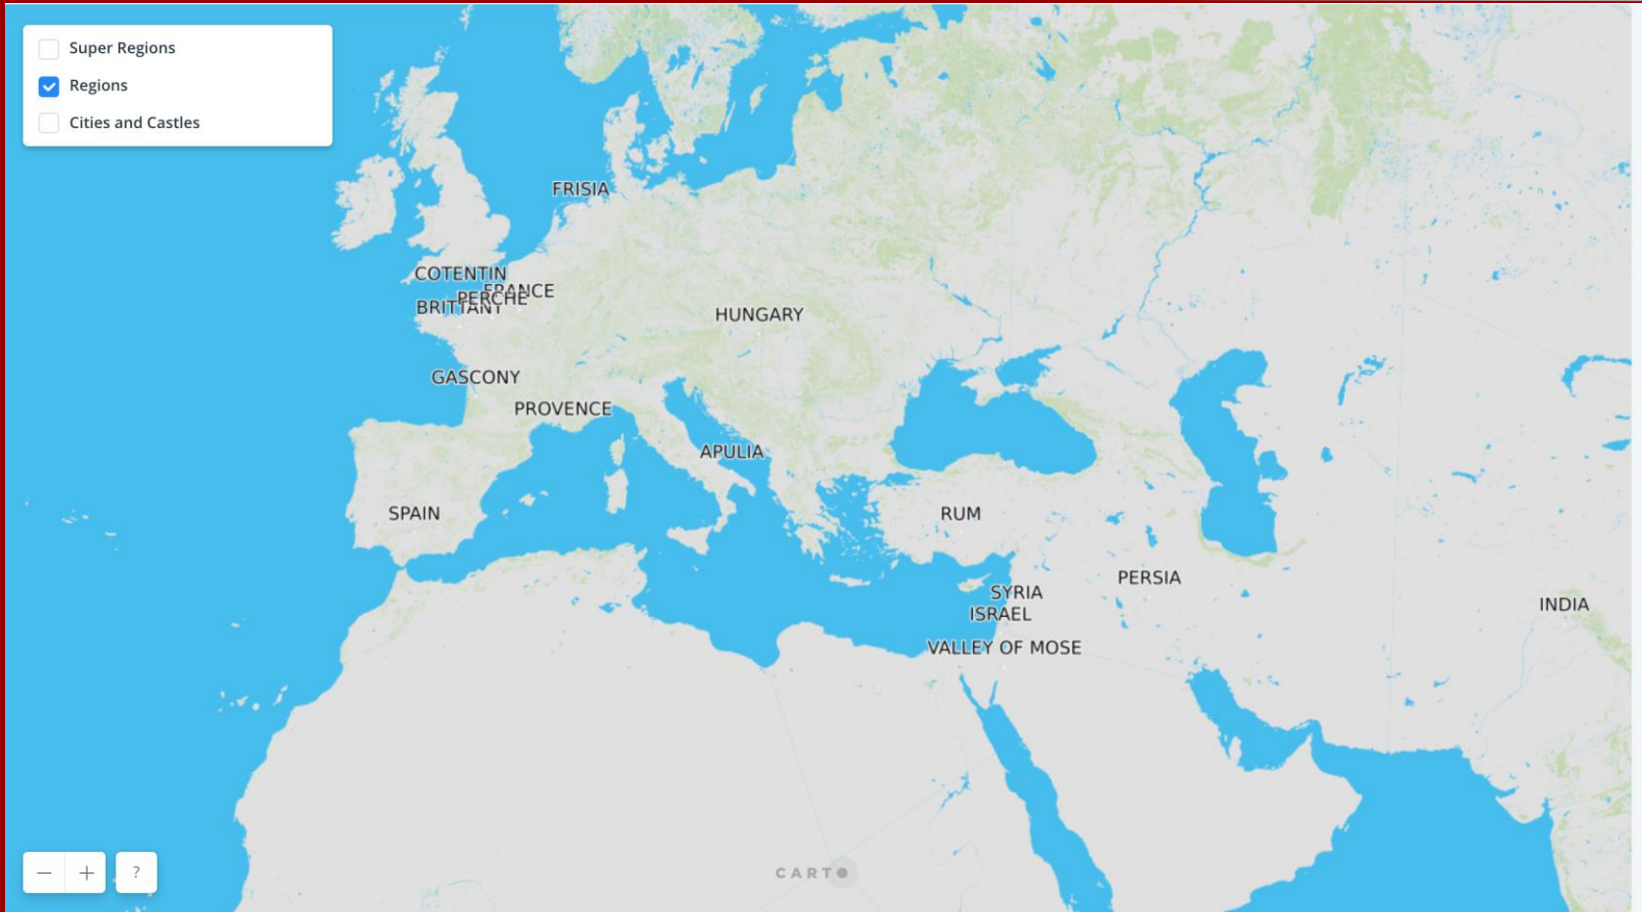 Super Regions
Regions
Cities and Castles
FRISIA
COTENTIN
FRANCE
PERCHE
BRITTANY
HUNGARY
GASCONY
PROVENCE
APULIA
SPAIN
RUM
PERSIA
SYRIA
INDIA
ISRAEL
VALLEY OF MOSE
− + ?
CARTO